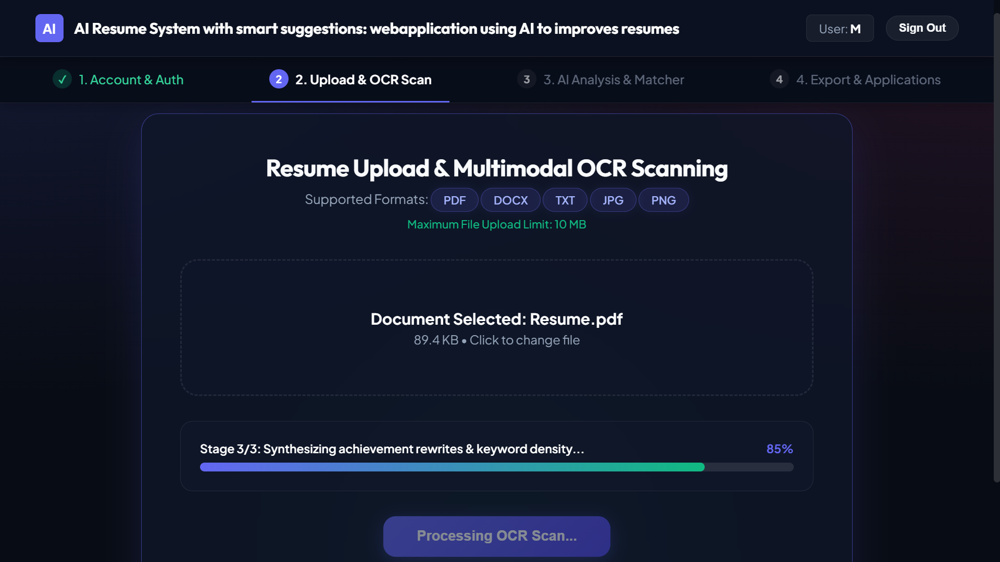 AI AI Resume System with smart suggestions: webapplication using AI to improves resumes User: M Sign Out
✓ 1. Account & Auth 2 2. Upload & OCR Scan 3 3. AI Analysis & Matcher 4 4. Export & Applications
Resume Upload & Multimodal OCR Scanning
Supported Formats: PDF DOCX TXT JPG PNG
Maximum File Upload Limit: 10 MB
Document Selected: Resume.pdf
89.4 KB • Click to change file
Stage 3/3: Synthesizing achievement rewrites & keyword density... 85%
Processing OCR Scan...